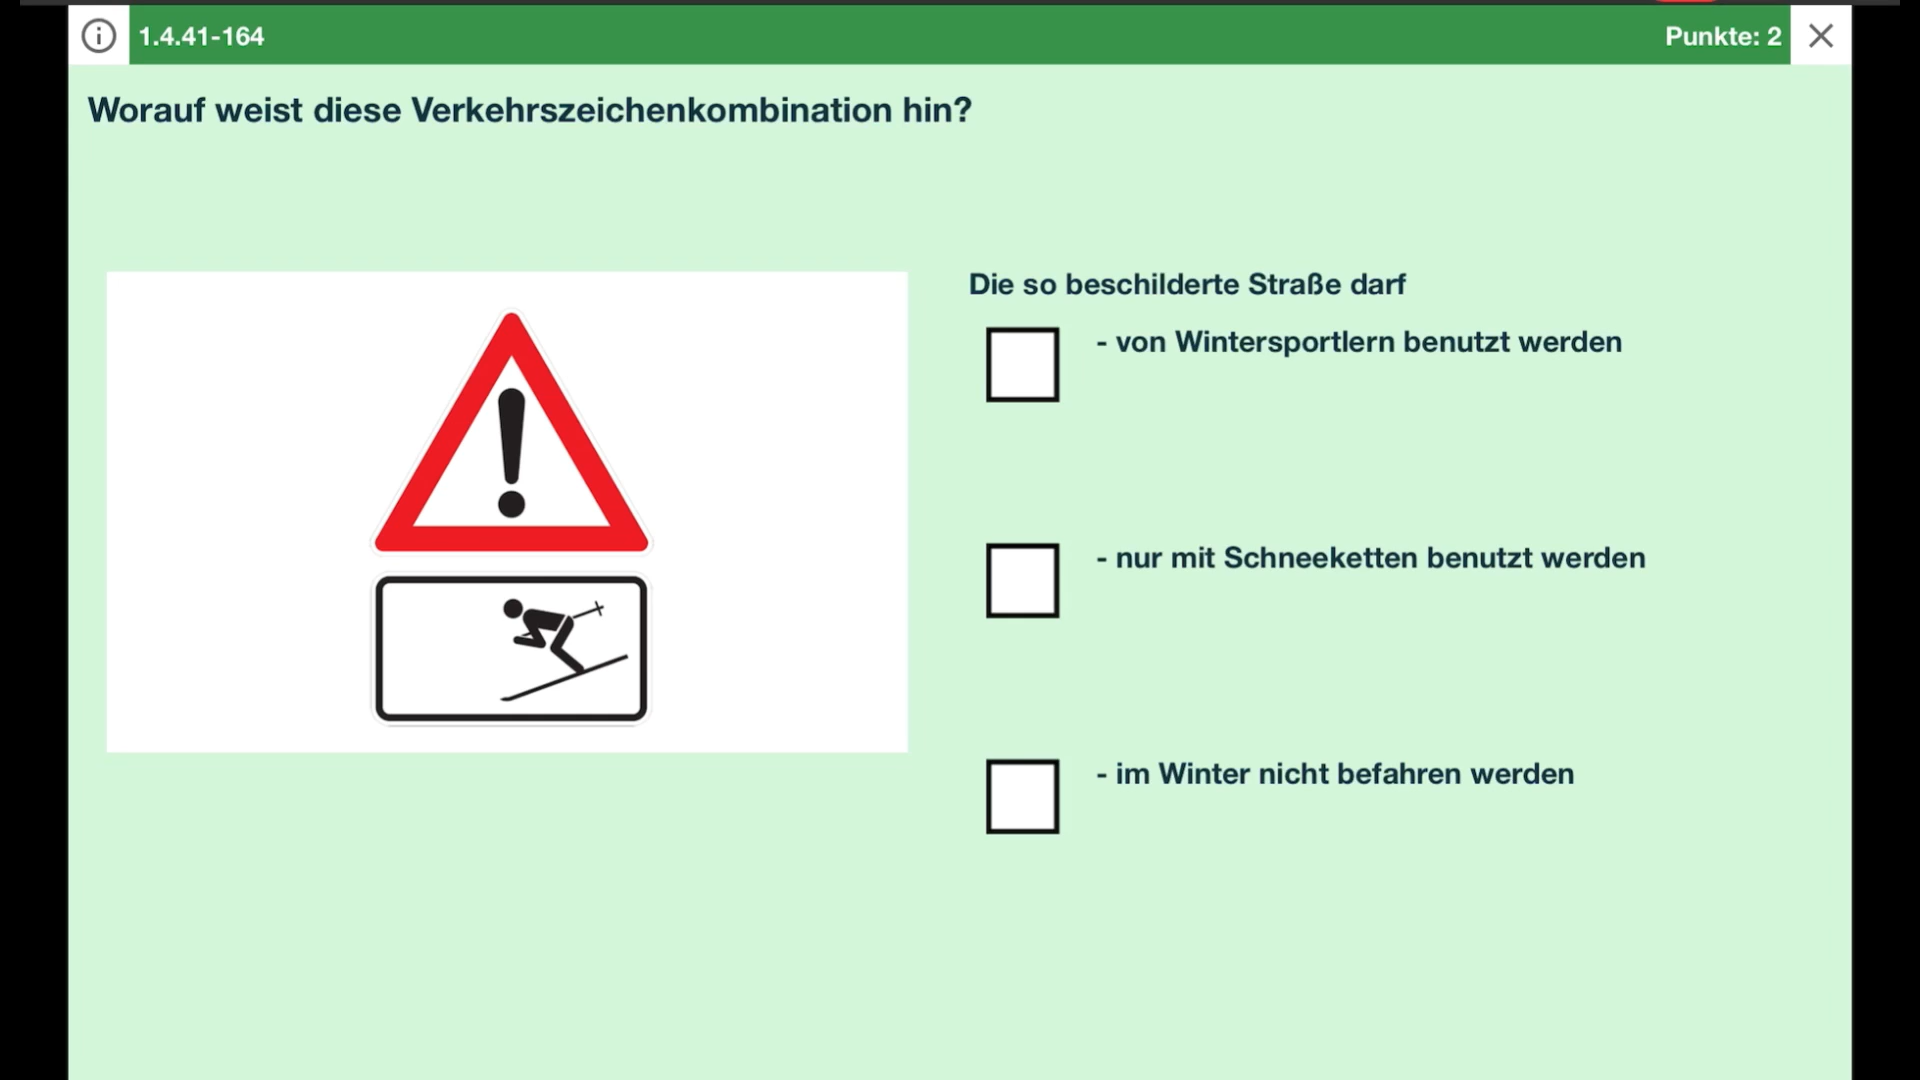 1.4.41-164
Punkte: 2
Worauf weist diese Verkehrszeichenkombination hin?
Die so beschilderte Straße darf
- von Wintersportlern benutzt werden
- nur mit Schneeketten benutzt werden
- im Winter nicht befahren werden